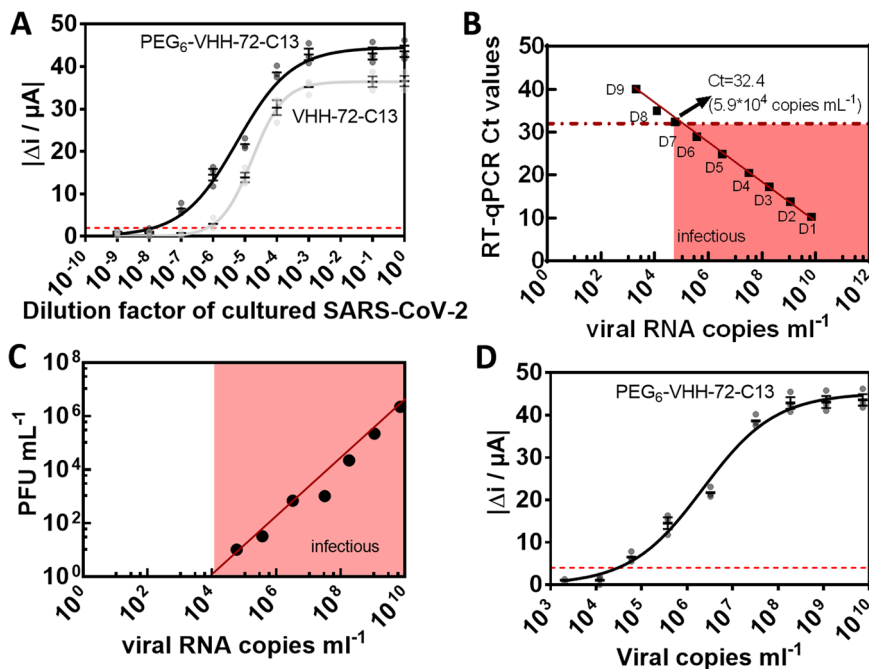 A
|Δi / μA|
50
40
30
20
10
0
PEG₆-VHH-72-C13
VHH-72-C13
10⁻¹⁰
10⁻⁹
10⁻⁸
10⁻⁷
10⁻⁶
10⁻⁵
10⁻⁴
10⁻³
10⁻¹
10⁰
Dilution factor of cultured SARS-CoV-2
B
RT-qPCR Ct values
50
40
30
20
10
0
Ct=32.4
(5.9*10⁴ copies mL⁻¹)
D9
D8
D7
D6
D5
D4
D3
D2
D1
infectious
10⁰
10²
10⁴
10⁶
10⁸
10¹⁰
10¹²
viral RNA copies ml⁻¹
C
PFU mL⁻¹
10⁸
10⁶
10⁴
10²
10⁰
infectious
10⁰
10²
10⁴
10⁶
10⁸
10¹⁰
viral RNA copies ml⁻¹
D
|Δi / μA|
50
40
30
20
10
0
PEG₆-VHH-72-C13
10³
10⁴
10⁵
10⁶
10⁷
10⁸
10⁹
10¹⁰
Viral copies ml⁻¹